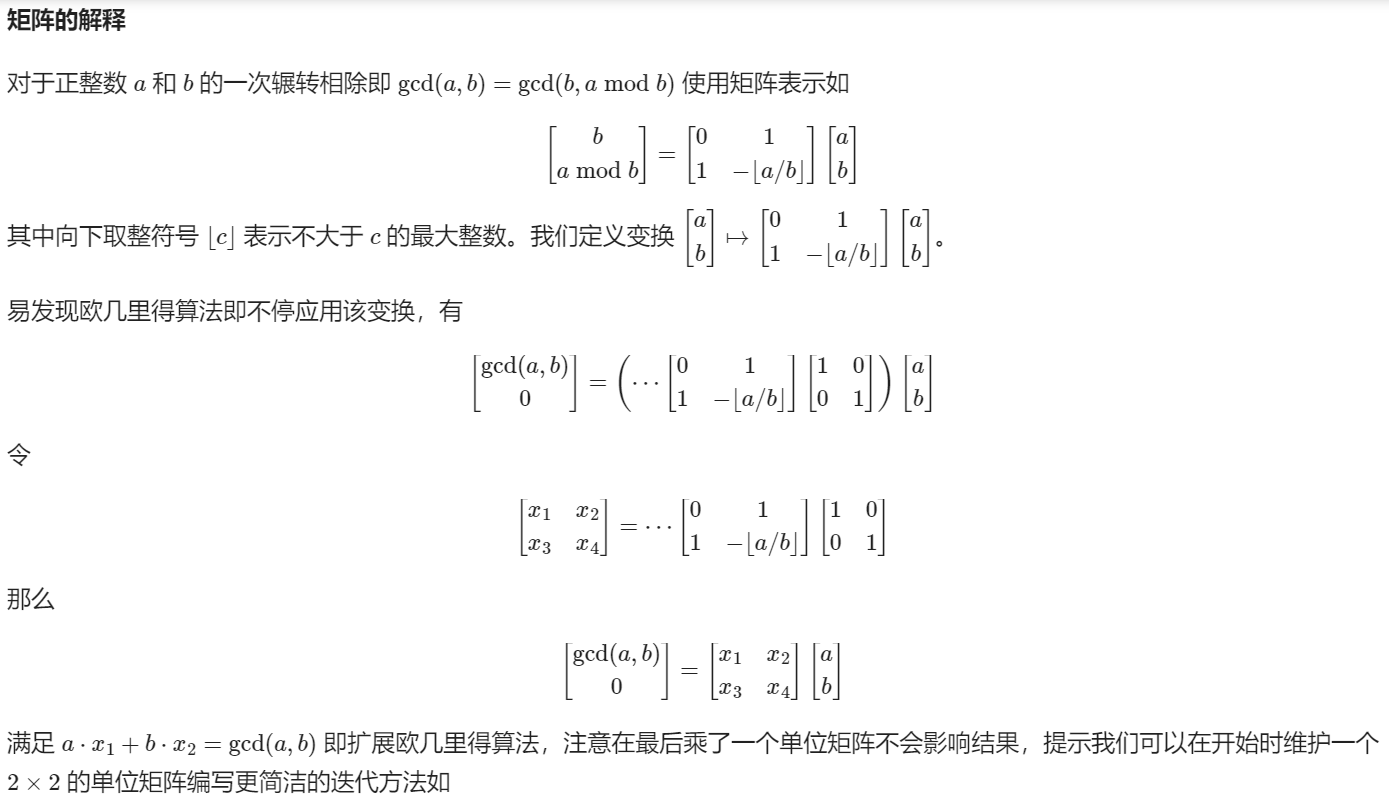 矩阵的解释
对于正整数 $a$ 和 $b$ 的一次辗转相除即 $\gcd(a, b) = \gcd(b, a \bmod b)$ 使用矩阵表示如
$$\begin{bmatrix} b \\ a \bmod b \end{bmatrix} = \begin{bmatrix} 0 & 1 \\ 1 & -\lfloor a/b \rfloor \end{bmatrix} \begin{bmatrix} a \\ b \end{bmatrix}$$
其中向下取整符号 $\lfloor c \rfloor$ 表示不大于 $c$ 的最大整数。我们定义变换 $\begin{bmatrix} a \\ b \end{bmatrix} \mapsto \begin{bmatrix} 0 & 1 \\ 1 & -\lfloor a/b \rfloor \end{bmatrix} \begin{bmatrix} a \\ b \end{bmatrix}$。
易发现欧几里得算法即不停应用该变换，有
$$\begin{bmatrix} \gcd(a, b) \\ 0 \end{bmatrix} = \left( \cdots \begin{bmatrix} 0 & 1 \\ 1 & -\lfloor a/b \rfloor \end{bmatrix} \begin{bmatrix} 1 & 0 \\ 0 & 1 \end{bmatrix} \right) \begin{bmatrix} a \\ b \end{bmatrix}$$
令
$$\begin{bmatrix} x_1 & x_2 \\ x_3 & x_4 \end{bmatrix} = \cdots \begin{bmatrix} 0 & 1 \\ 1 & -\lfloor a/b \rfloor \end{bmatrix} \begin{bmatrix} 1 & 0 \\ 0 & 1 \end{bmatrix}$$
那么
$$\begin{bmatrix} \gcd(a, b) \\ 0 \end{bmatrix} = \begin{bmatrix} x_1 & x_2 \\ x_3 & x_4 \end{bmatrix} \begin{bmatrix} a \\ b \end{bmatrix}$$
满足 $a \cdot x_1 + b \cdot x_2 = \gcd(a, b)$ 即扩展欧几里得算法，注意在最后乘了一个单位矩阵不会影响结果，提示我们可以在开始时维护一个
$2 \times 2$ 的单位矩阵编写更简洁的迭代方法如